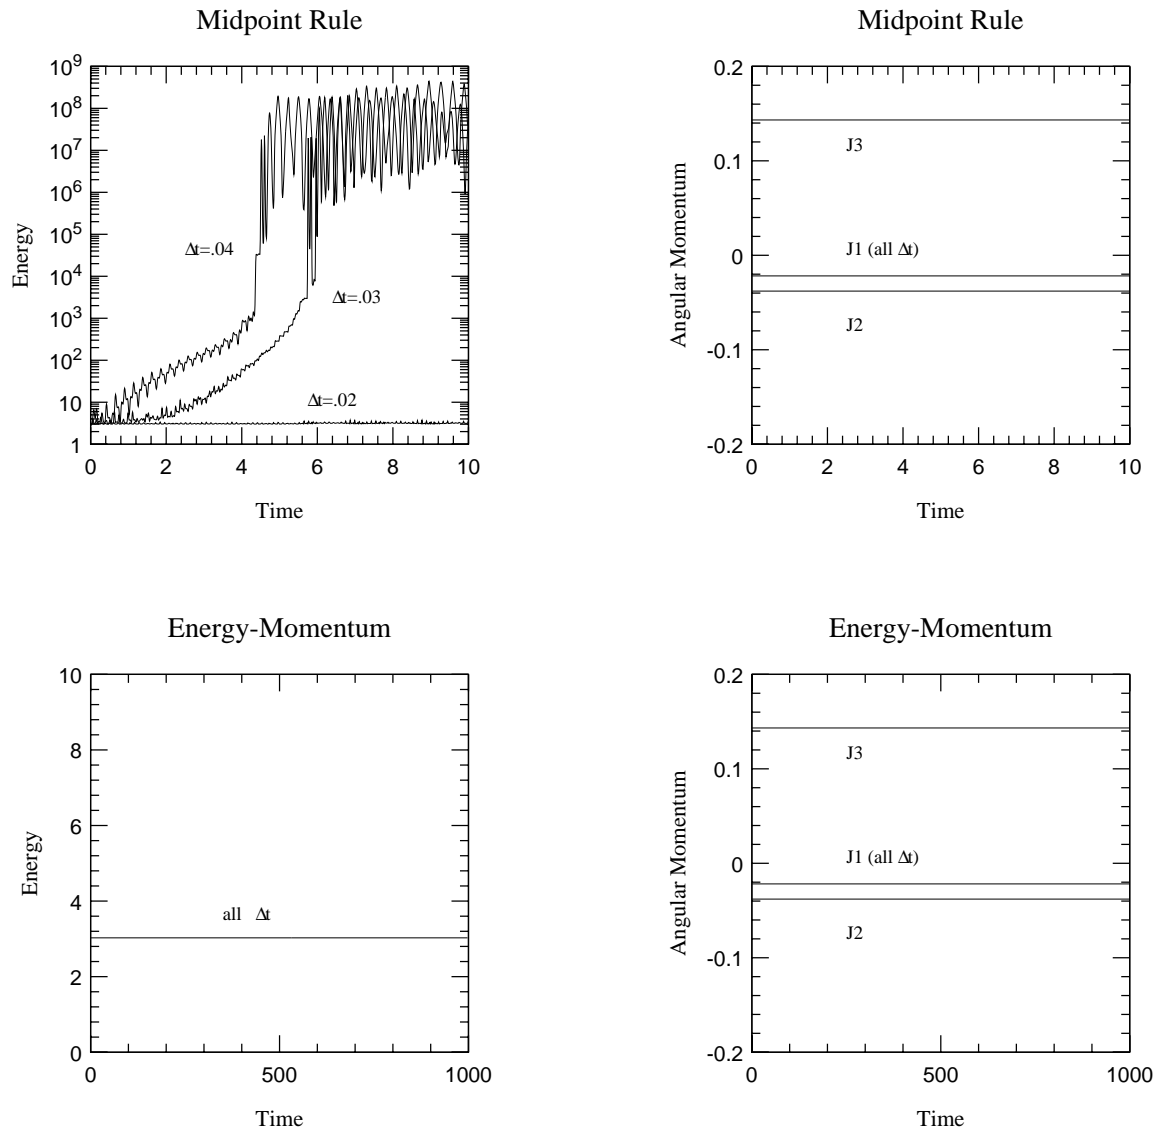 Midpoint Rule
10^9
10^8
10^7
10^6
10^5
10^4
10^3
10^2
10
1
Energy
Δt=.04
Δt=.03
Δt=.02
0 2 4 6 8 10
Time
Midpoint Rule
0.2
0.1
0
-0.1
-0.2
Angular Momentum
J3
J1 (all Δt)
J2
0 2 4 6 8 10
Time
Energy-Momentum
10
8
6
4
2
0
Energy
all Δt
0 500 1000
Time
Energy-Momentum
0.2
0.1
0
-0.1
-0.2
Angular Momentum
J3
J1 (all Δt)
J2
0 500 1000
Time